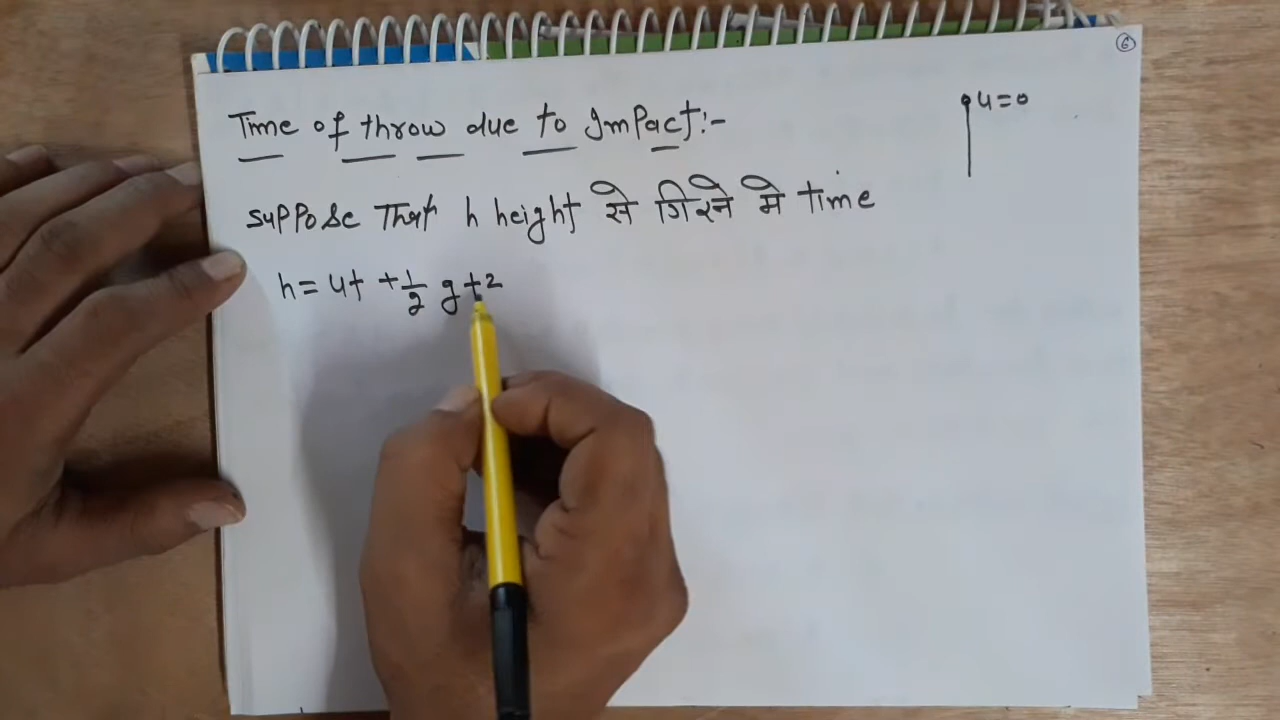 6
Time of throw due to Impact:-
u=0
Suppose That h height से गिरने मे time
h= ut +1/2 gt²